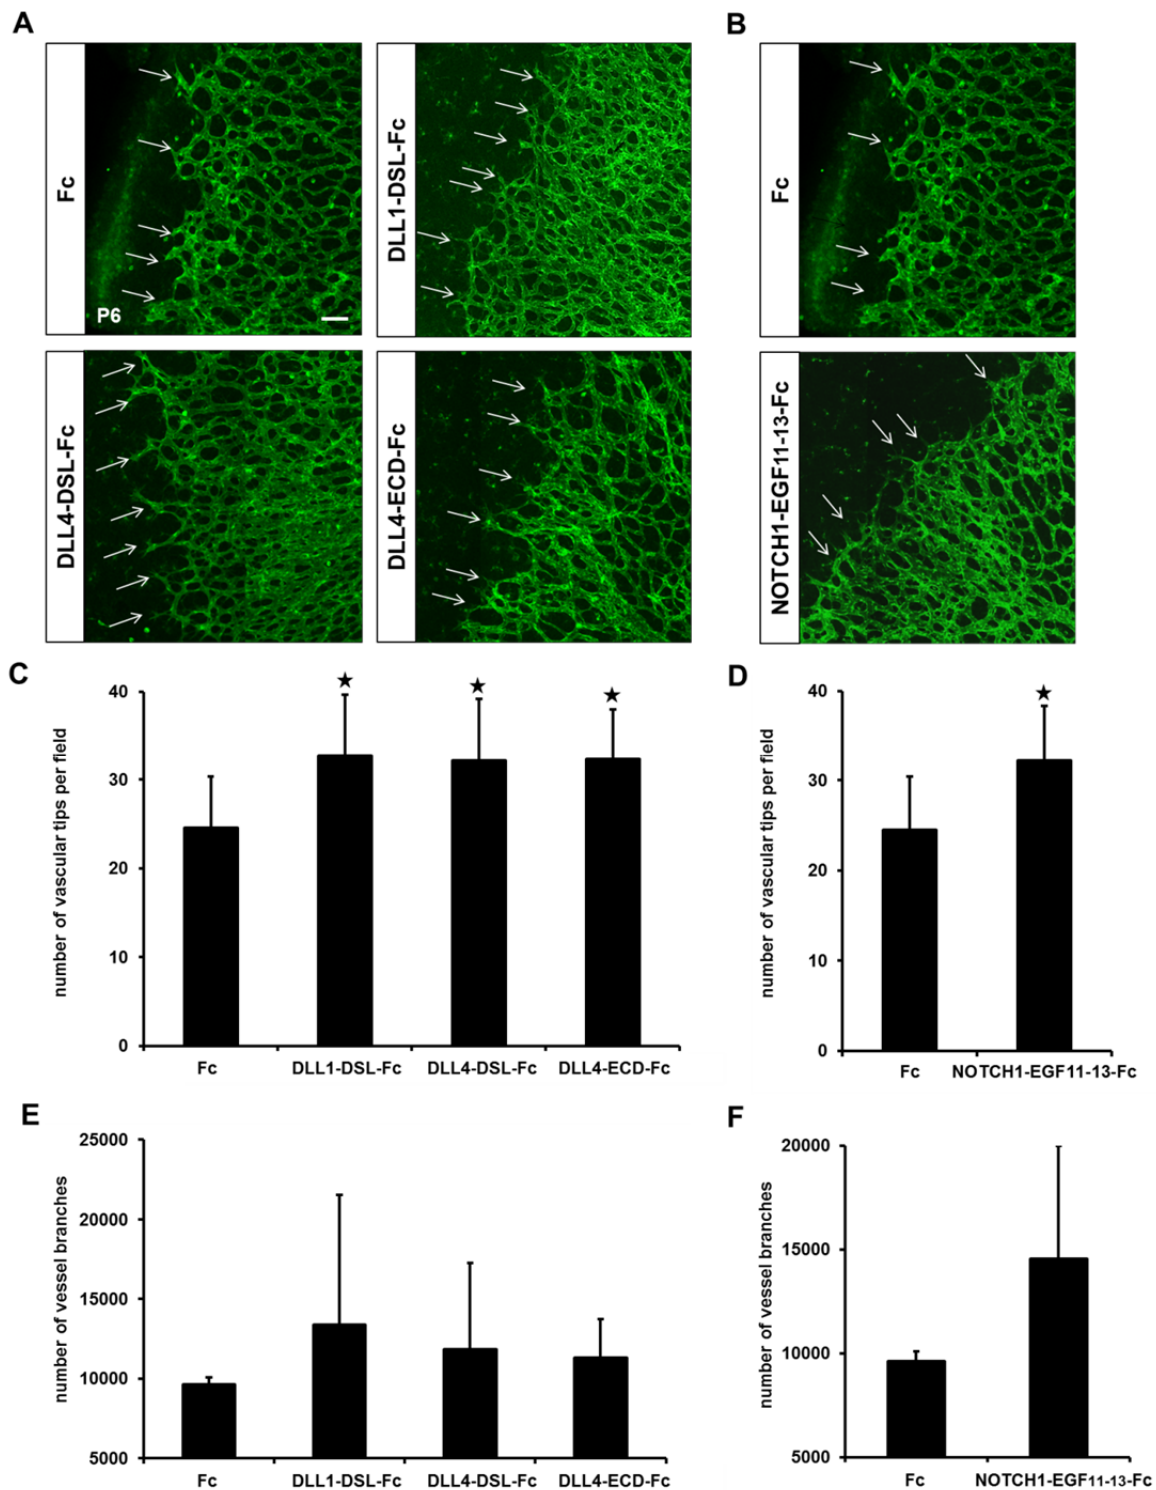 A
B
Fc
P6
DLL1-DSL-Fc
Fc
DLL4-DSL-Fc
DLL4-ECD-Fc
NOTCH1-EGF11-13-Fc
C
number of vascular tips per field
40
30
20
10
0
★
★
★
Fc
DLL1-DSL-Fc
DLL4-DSL-Fc
DLL4-ECD-Fc
D
number of vascular tips per field
40
30
20
10
0
★
Fc
NOTCH1-EGF11-13-Fc
E
number of vessel branches
25000
20000
15000
10000
5000
Fc
DLL1-DSL-Fc
DLL4-DSL-Fc
DLL4-ECD-Fc
F
number of vessel branches
20000
15000
10000
5000
Fc
NOTCH1-EGF11-13-Fc